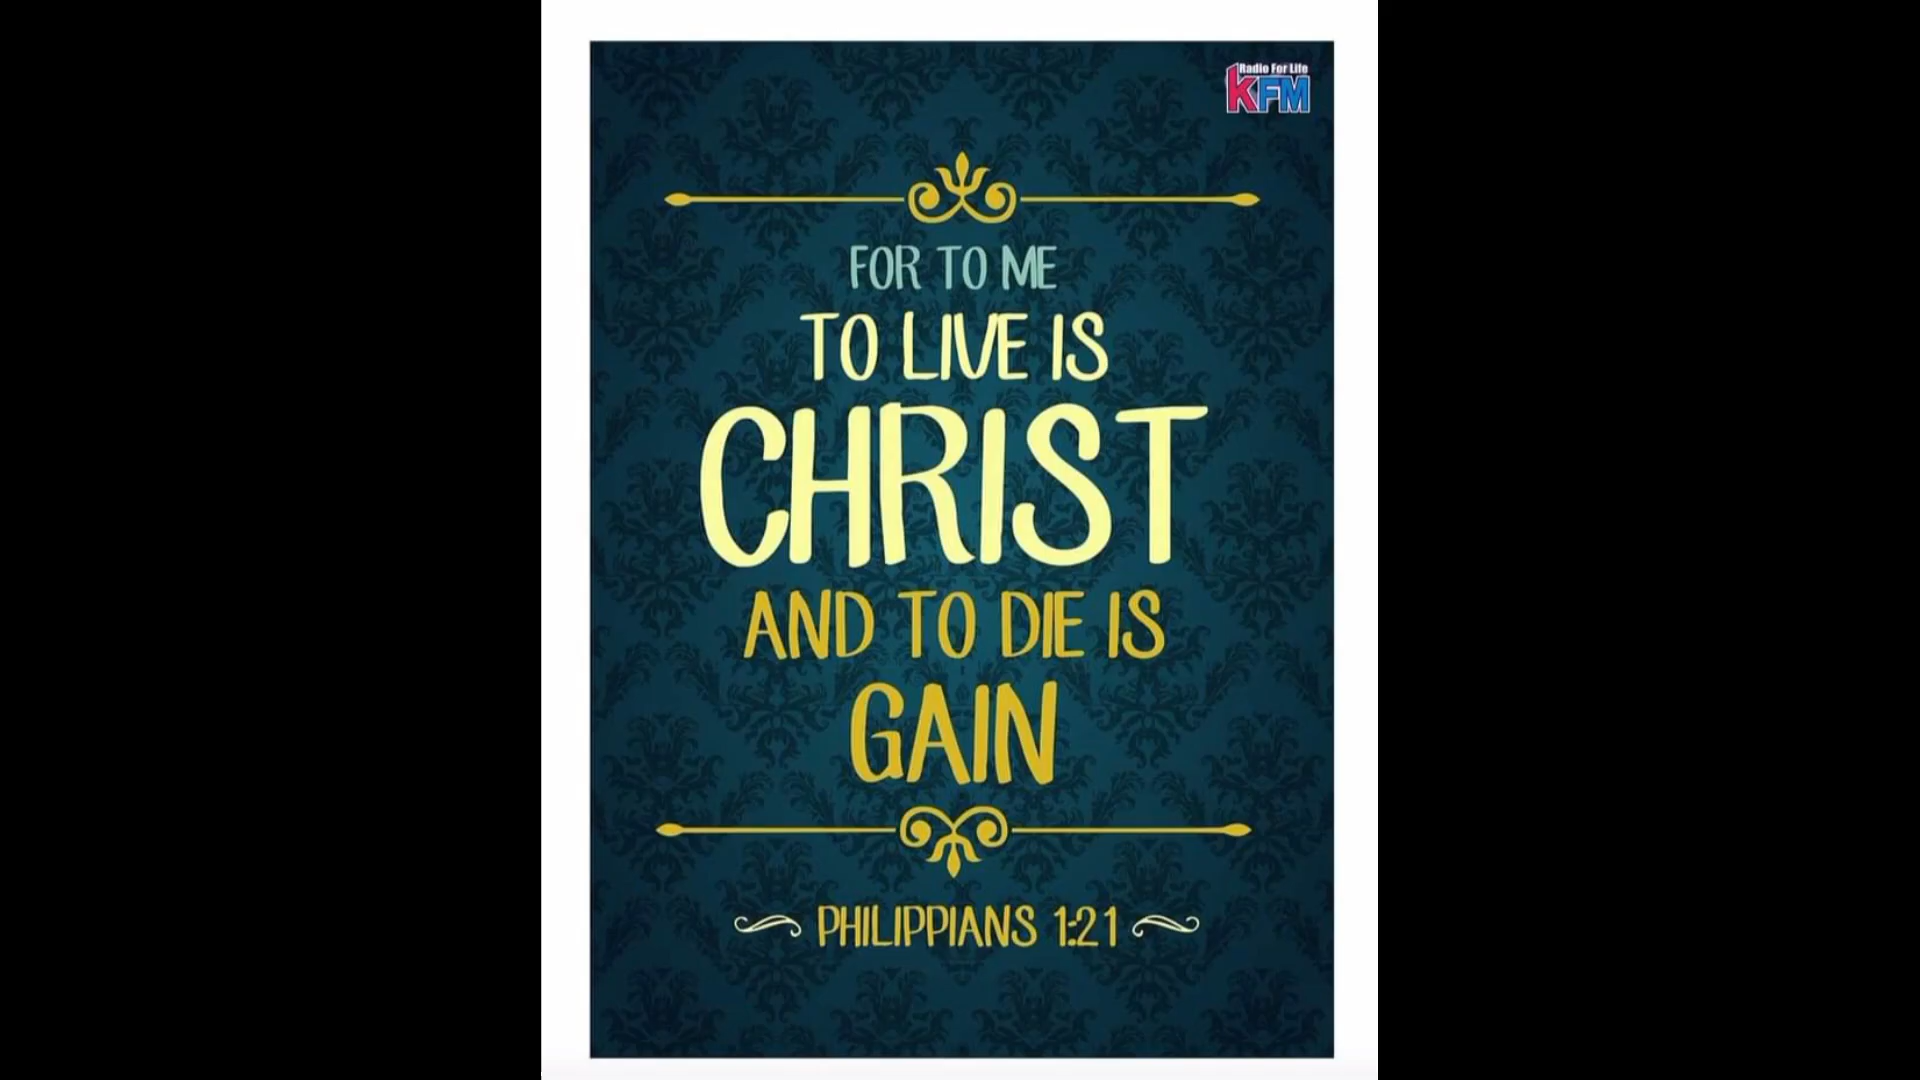 Radio For Life
KFM
FOR TO ME
TO LIVE IS
CHRIST
AND TO DIE IS
GAIN
PHILIPPIANS 1:21